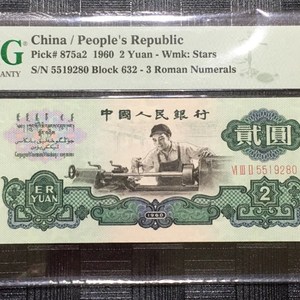 G
ANTY
China / People's Republic
Pick# 875a2 1960 2 Yuan - Wmk: Stars
S/N 5519280 Block 632 - 3 Roman Numerals
中國人民銀行
貳圓
VI III II 5519280
ER
YUAN
1960
2